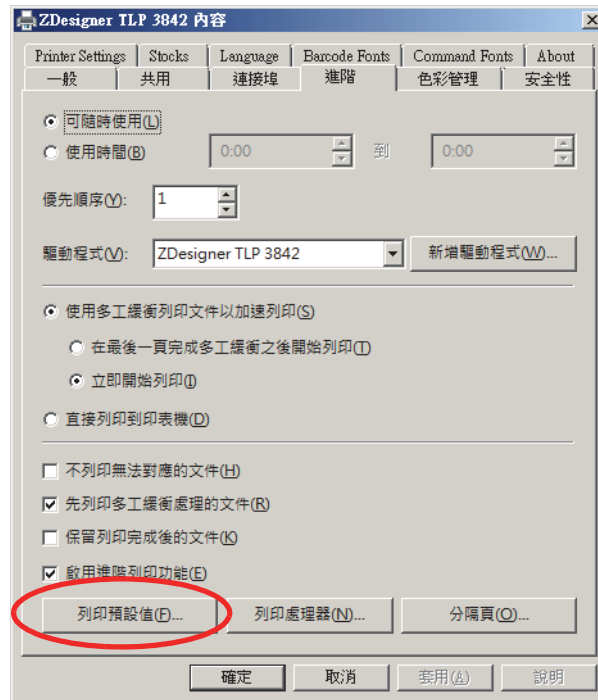 ZDesigner TLP 3842 內容
Printer Settings Stocks Language Barcode Fonts Command Fonts About
一般 共用 連接埠 進階 色彩管理 安全性
可隨時使用(L)
使用時間(B) 0:00 到 0:00
優先順序(Y): 1
驅動程式(V): ZDesigner TLP 3842 新增驅動程式(W)...
使用多工緩衝列印文件以加速列印(S)
在最後一頁完成多工緩衝之後開始列印(T)
立即開始列印(I)
直接列印到印表機(D)
不列印無法對應的文件(H)
先列印多工緩衝處理的文件(R)
保留列印完成後的文件(K)
啟用進階列印功能(E)
列印預設值(F)... 列印處理器(N)... 分隔頁(O)...
確定 取消 套用(A) 說明